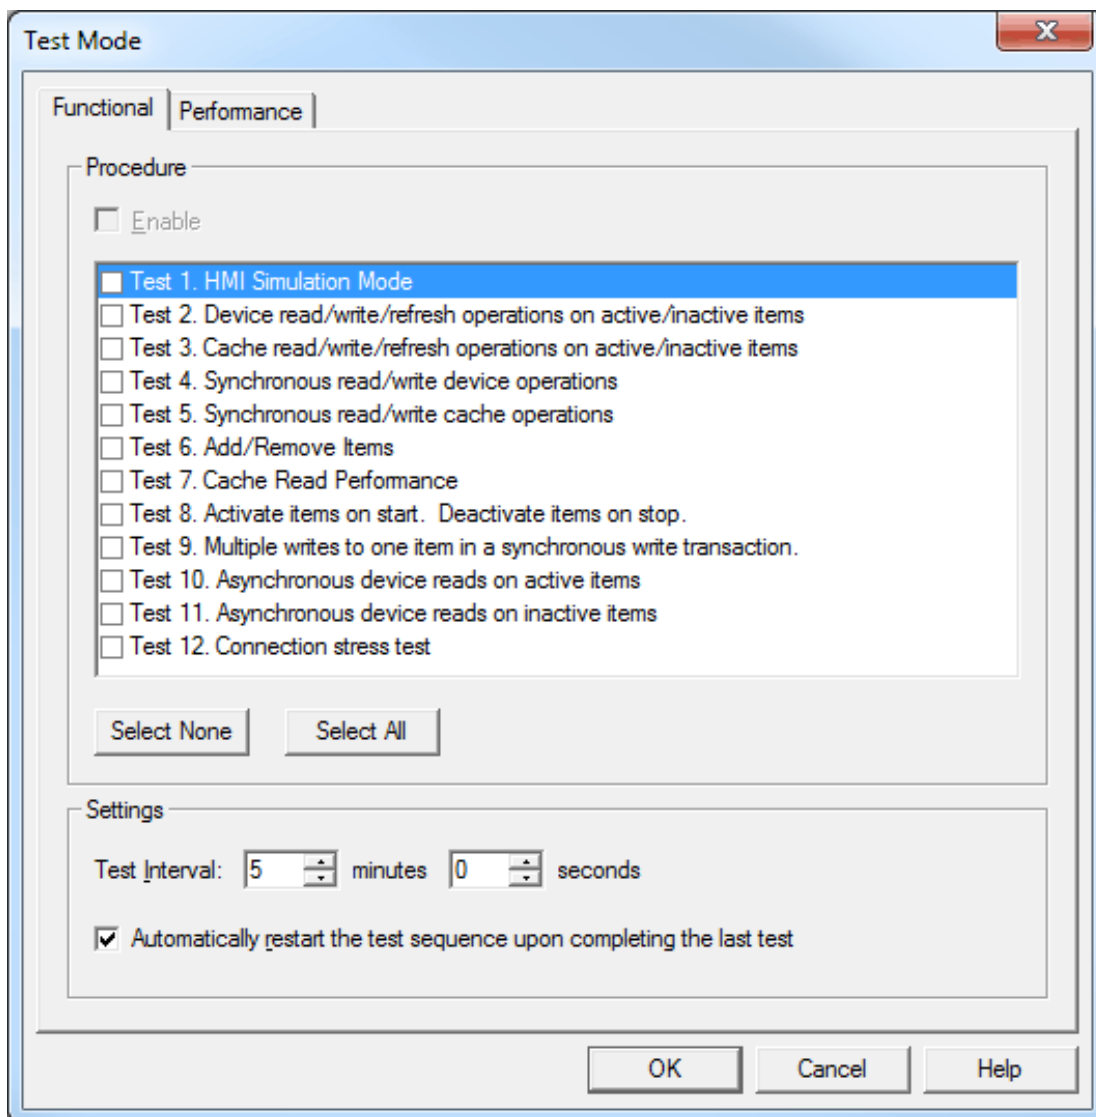 Test Mode
Functional Performance
Procedure
Enable
Test 1. HMI Simulation Mode
Test 2. Device read/write/refresh operations on active/inactive items
Test 3. Cache read/write/refresh operations on active/inactive items
Test 4. Synchronous read/write device operations
Test 5. Synchronous read/write cache operations
Test 6. Add/Remove Items
Test 7. Cache Read Performance
Test 8. Activate items on start.  Deactivate items on stop.
Test 9. Multiple writes to one item in a synchronous write transaction.
Test 10. Asynchronous device reads on active items
Test 11. Asynchronous device reads on inactive items
Test 12. Connection stress test
Select None Select All
Settings
Test Interval: 5 minutes 0 seconds
Automatically restart the test sequence upon completing the last test
OK Cancel Help